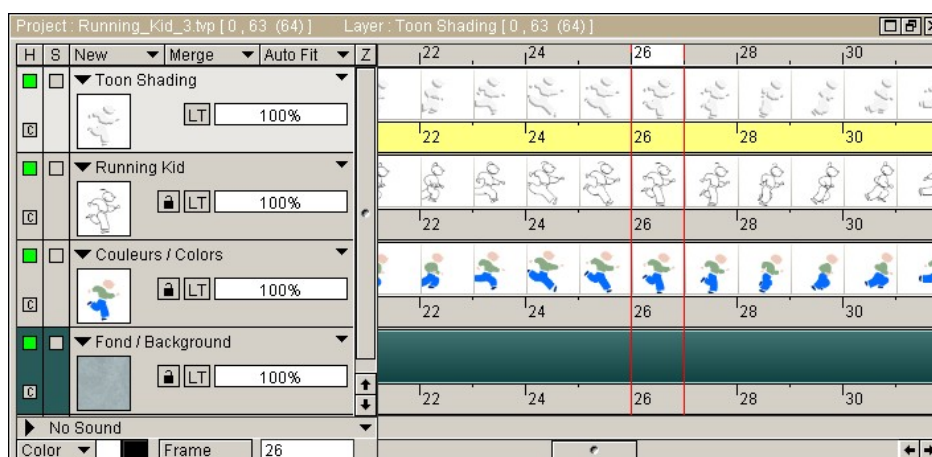 Project : Running_Kid_3.tvp [ 0 , 63  (64) ]   Layer : Toon Shading [ 0 , 63  (64) ]
H S New Merge Auto Fit Z 22 24 26 28 30
Toon Shading
LT 100%
C 22 24 26 28 30
Running Kid
LT 100%
C 22 24 26 28 30
Couleurs / Colors
LT 100%
C 22 24 26 28 30
Fond / Background
LT 100%
C 22 24 26 28 30
No Sound
Color Frame 26